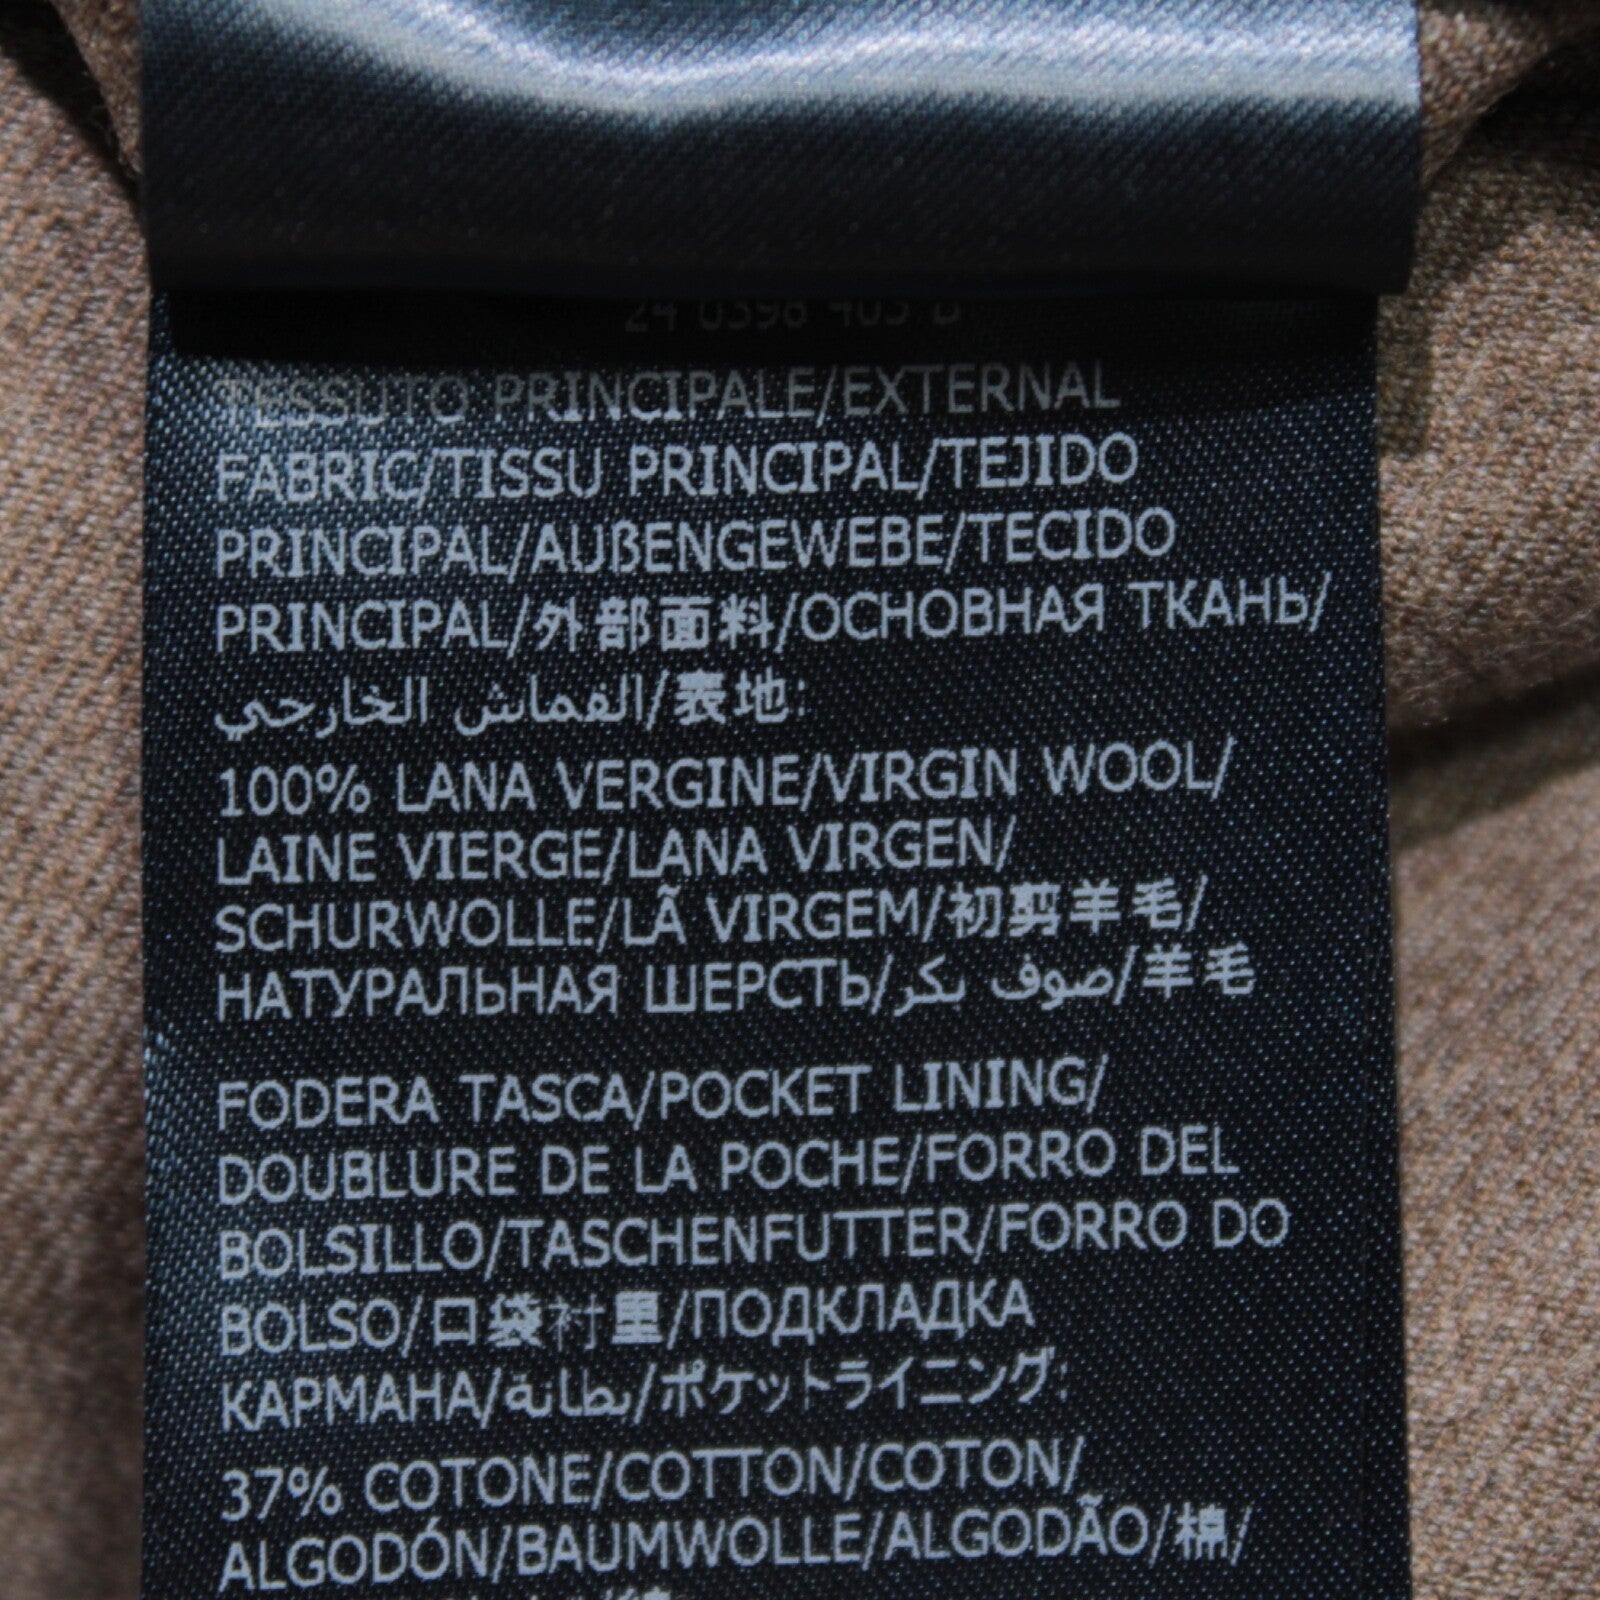 TESSUTO PRINCIPALE/EXTERNAL
FABRIC/TISSU PRINCIPAL/TEJIDO
PRINCIPAL/AUßENGEWEBE/TECIDO
PRINCIPAL/外部面料/ОСНОВНАЯ ТКАНЬ/
القماش الخارجي/表地:
100% LANA VERGINE/VIRGIN WOOL/
LAINE VIERGE/LANA VIRGEN/
SCHURWOLLE/LÃ VIRGEM/初剪羊毛/
НАТУРАЛЬНАЯ ШЕРСТЬ/صوف بكر/羊毛
FODERA TASCA/POCKET LINING/
DOUBLURE DE LA POCHE/FORRO DEL
BOLSILLO/TASCHENFUTTER/FORRO DO
BOLSO/口袋衬里/ПОДКЛАДКА
КАРМАНА/بطانة/ポケットライニング:
37% COTONE/COTTON/COTON/
ALGODÓN/BAUMWOLLE/ALGODÃO/棉/